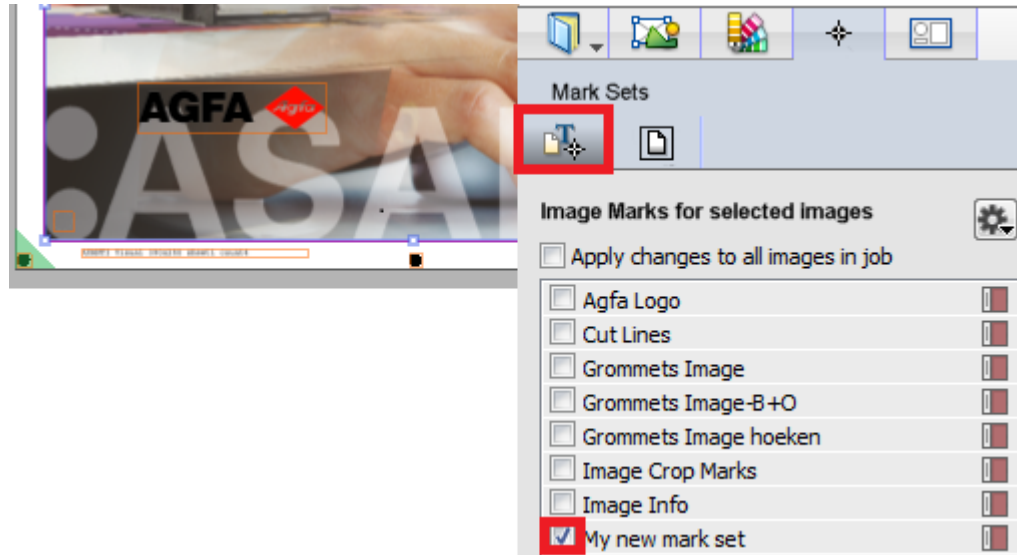 AGFA Agfa
:ASAN
Mark Sets
Image Marks for selected images
Apply changes to all images in job
Agfa Logo
Cut Lines
Grommets Image
Grommets Image-B+O
Grommets Image hoeken
Image Crop Marks
Image Info
My new mark set